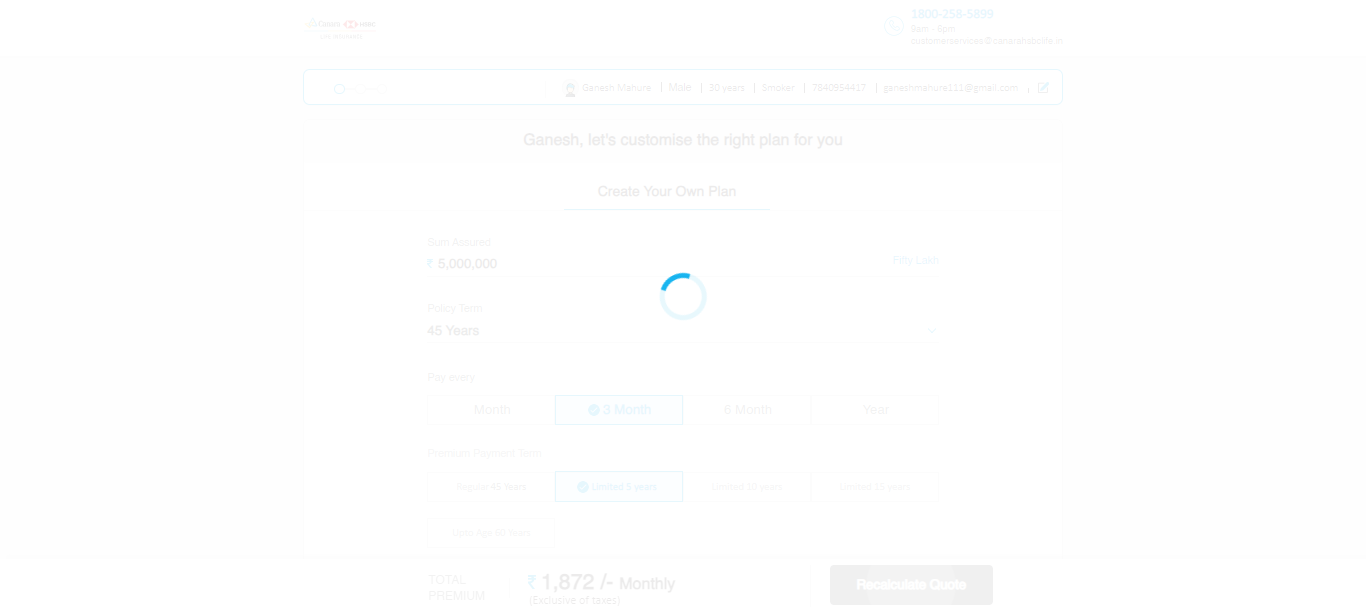 Canara HSBC
LIFE INSURANCE
1800-258-5899
9am - 6pm
customerservices@canarahsbclife.in
Ganesh Mahure | Male | 30 years | Smoker | 7840954417 | ganeshmahure111@gmail.com |
Ganesh, let's customise the right plan for you
Create Your Own Plan
Sum Assured
₹ 5,000,000 Fifty Lakh
Policy Term
45 Years
Pay every
Month 3 Month 6 Month Year
Premium Payment Term
Regular 45 Years Limited 5 years Limited 10 years
Upto Age 60 Years
TOTAL PREMIUM ₹ 1,872 /- Monthly
(Exclusive of taxes)
Recalculate Quote